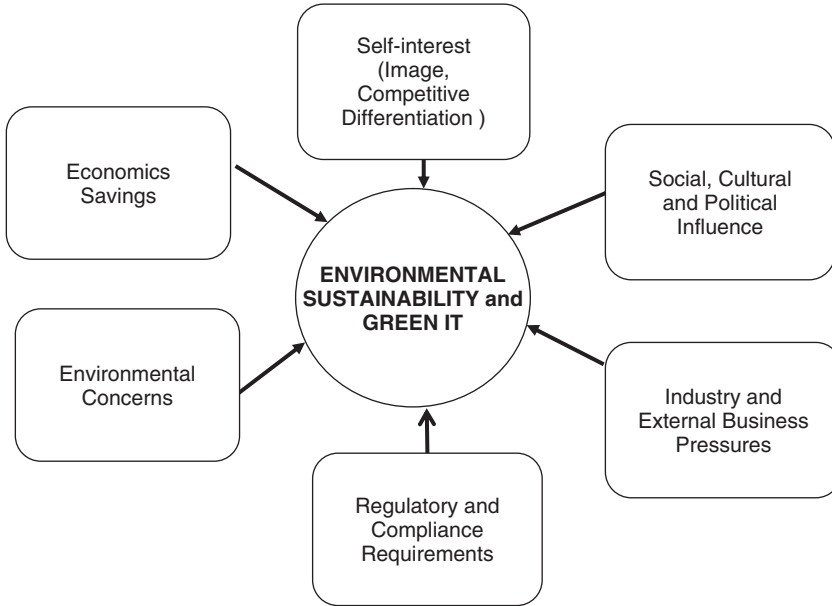 Self-interest
(Image,
Competitive
Differentiation )
Economics
Savings
Social, Cultural
and Political
Influence
ENVIRONMENTAL
SUSTAINABILITY and
GREEN IT
Environmental
Concerns
Industry and
External Business
Pressures
Regulatory and
Compliance
Requirements